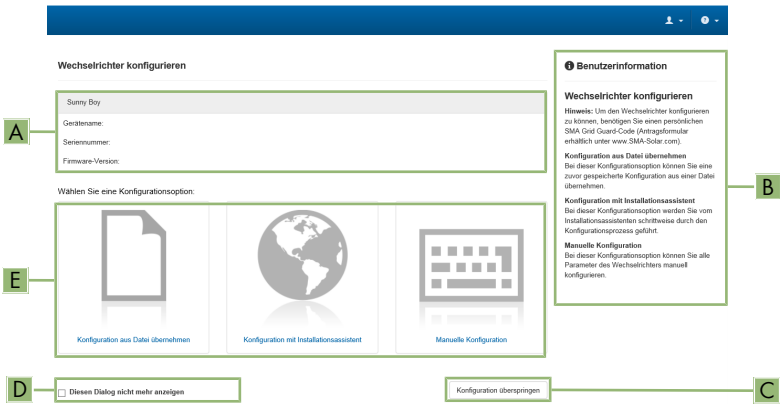 Wechselrichter konfigurieren
Sunny Boy
Gerätename:
Seriennummer:
Firmware-Version:
A
Wählen Sie eine Konfigurationsoption:
E
Konfiguration aus Datei übernehmen
Konfiguration mit Installationsassistent
Manuelle Konfiguration
D
Diesen Dialog nicht mehr anzeigen
Konfiguration überspringen
C
Benutzerinformation
Wechselrichter konfigurieren
Hinweis: Um den Wechselrichter konfigurieren
zu können, benötigen Sie einen persönlichen
SMA Grid Guard-Code (Antragsformular
erhältlich unter www.SMA-Solar.com).
Konfiguration aus Datei übernehmen
Bei dieser Konfigurationsoption können Sie eine
zuvor gespeicherte Konfiguration aus einer Datei
übernehmen.
Konfiguration mit Installationsassistent
Bei dieser Konfigurationsoption werden Sie vom
Installationsassistenten schrittweise durch den
Konfigurationsprozess geführt.
Manuelle Konfiguration
Bei dieser Konfigurationsoption können Sie alle
Parameter des Wechselrichters manuell
konfigurieren.
B